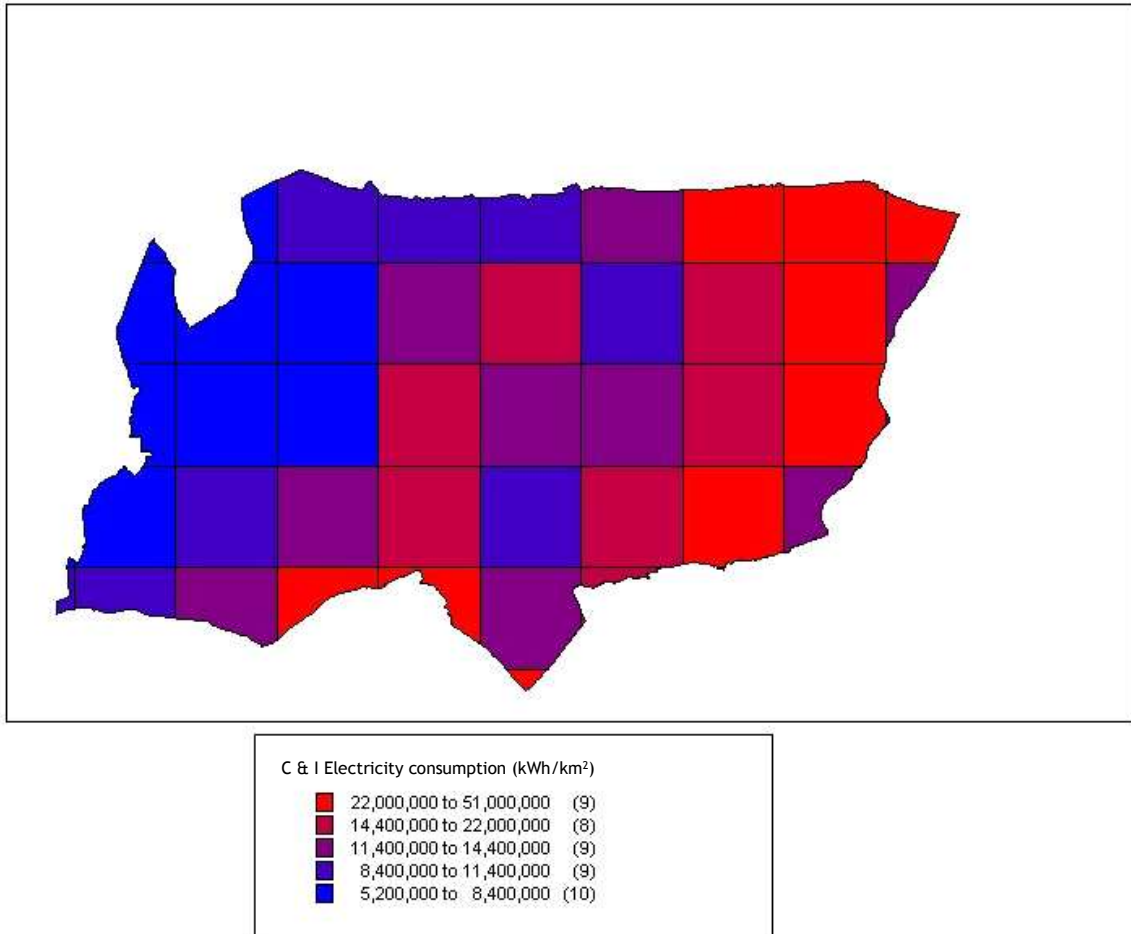 C & I Electricity consumption (kWh/km²)
22,000,000 to 51,000,000 (9)
14,400,000 to 22,000,000 (8)
11,400,000 to 14,400,000 (9)
8,400,000 to 11,400,000 (9)
5,200,000 to 8,400,000 (10)